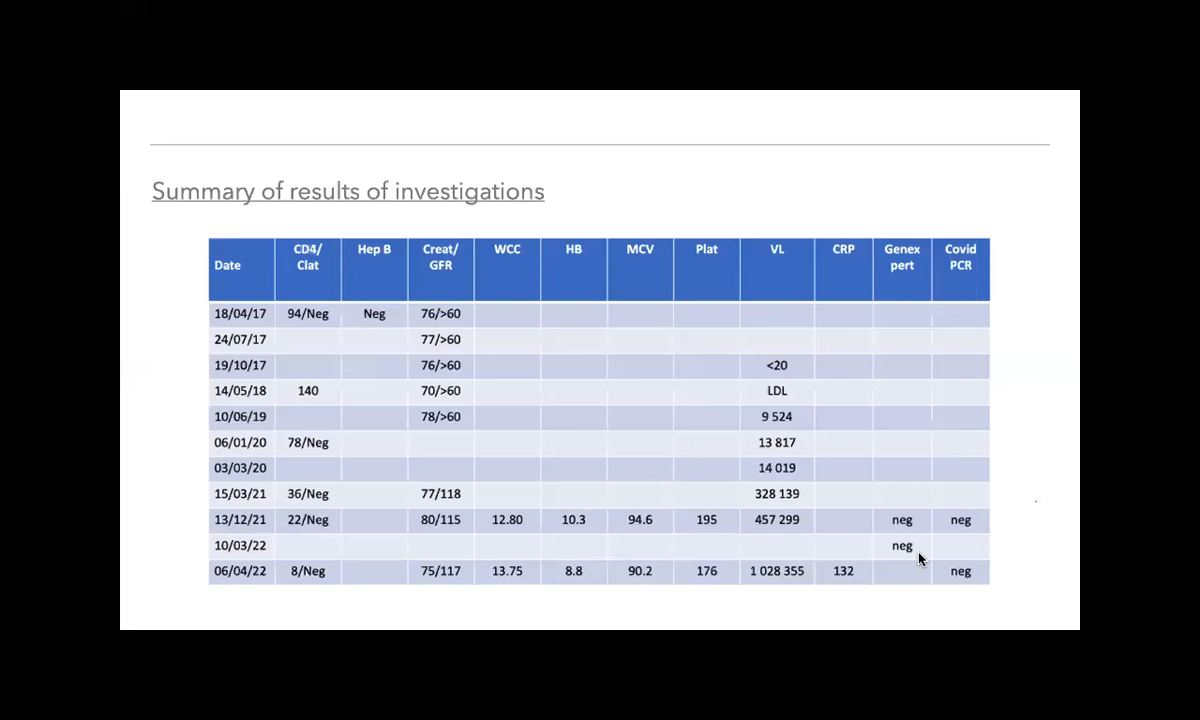 Summary of results of investigations
Date CD4/ Clat Hep B Creat/ GFR WCC HB MCV Plat VL CRP Genex pert Covid PCR
18/04/17 94/Neg Neg 76/>60
24/07/17 77/>60
19/10/17 76/>60 <20
14/05/18 140 70/>60 LDL
10/06/19 78/>60 9 524
06/01/20 78/Neg 13 817
03/03/20 14 019
15/03/21 36/Neg 77/118 328 139
13/12/21 22/Neg 80/115 12.80 10.3 94.6 195 457 299 neg neg
10/03/22 neg
06/04/22 8/Neg 75/117 13.75 8.8 90.2 176 1 028 355 132 neg